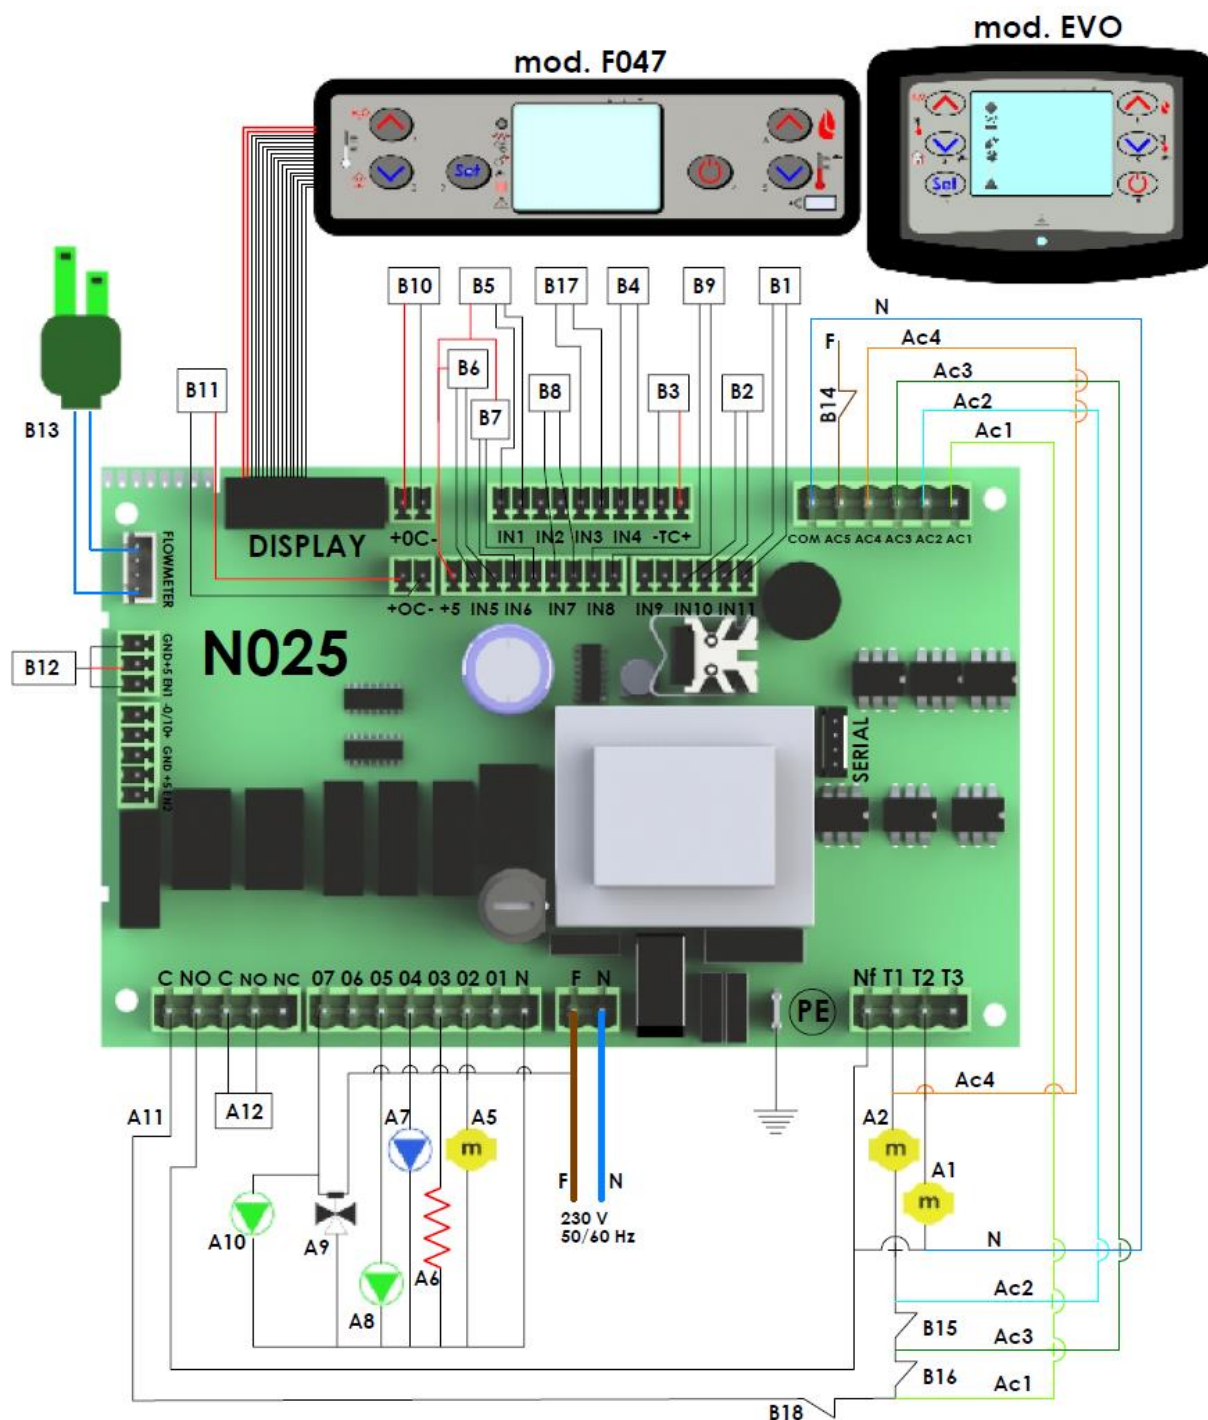 mod. EVO
mod. F047
Set
Set
B10
B5
B17
B4
B9
B1
N
F
Ac4
B11
B6
B8
B3
B2
Ac3
B14
Ac2
B7
B13
Ac1
DISPLAY
+0C-
IN1 IN2 IN3 IN4 -TC+
COM AC5 AC4 AC3 AC2 AC1
FLOWMETER
+OC- +5 IN5 IN6 IN7 IN8 IN9 IN10 IN11
N025
B12
GND+5 EN1
-0/10+ GND +5 EN2
SERIAL
C NO C NO NC
07 06 05 04 03 02 01 N
F N
PE
Nf T1 T2 T3
Ac4
A11
A12
A7
A5
A2
m
m
A1
m
F
N
230 V
50/60 Hz
A10
A9
A6
A8
N
Ac2
B15
Ac3
B16
Ac1
B18